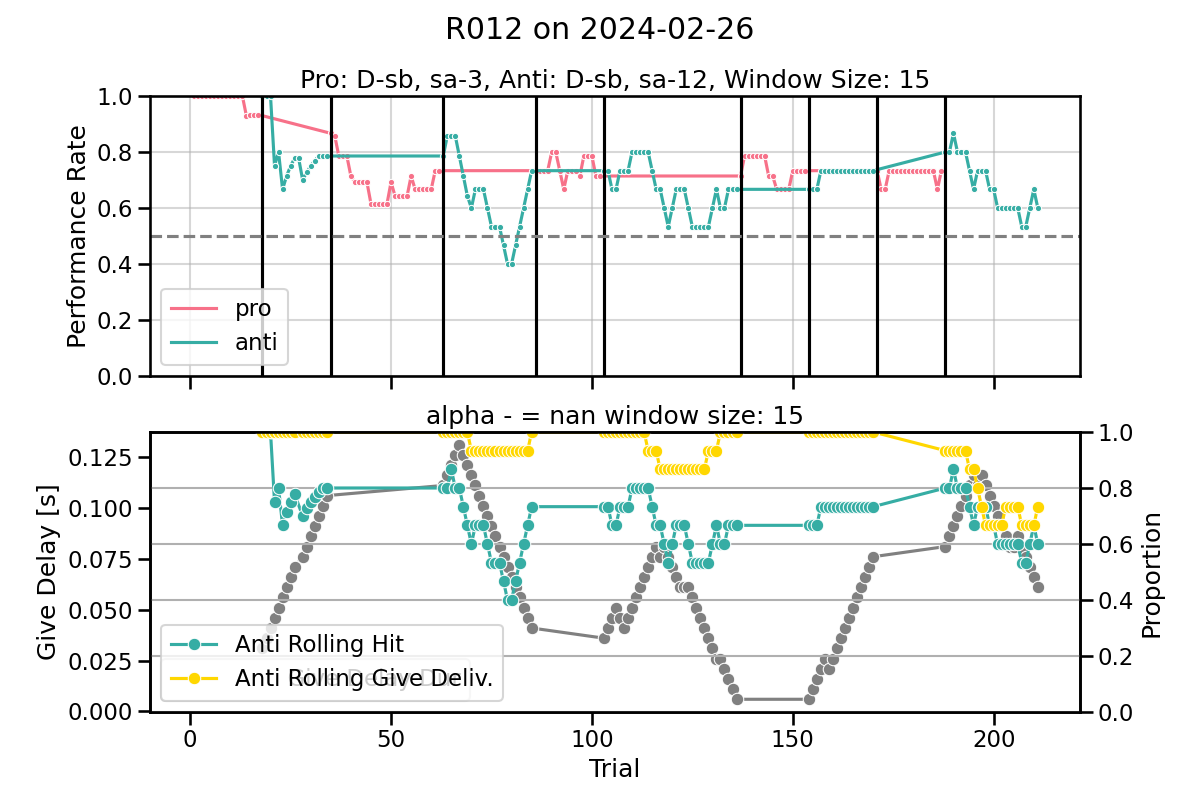 R012 on 2024-02-26
Pro: D-sb, sa-3, Anti: D-sb, sa-12, Window Size: 15
Performance Rate
1.0
0.8
0.6
0.4
0.2
0.0
pro
anti
alpha - = nan window size: 15
Give Delay [s]
0.125
0.100
0.075
0.050
0.025
0.000
1.0
0.8
0.6
0.4
0.2
0.0
Proportion
Anti Rolling Hit
Anti Rolling Give Deliv.
0
50
100
150
200
Trial